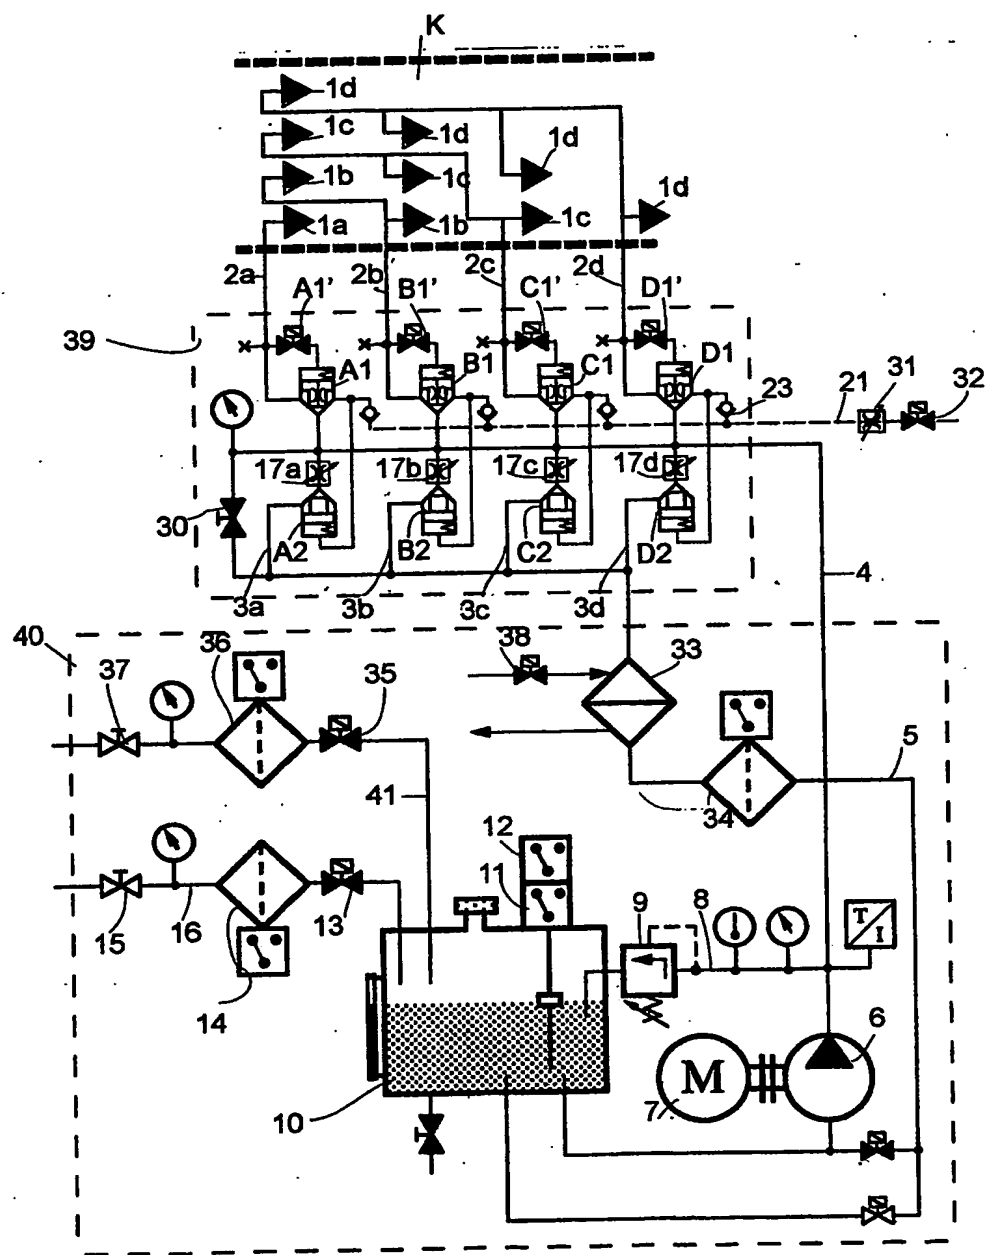 K
1d
1c 1d 1d
1b 1c 1d
1a 1b 1c
2a 2b 2c 2d
A1' B1' C1' D1'
39
A1 B1 C1 D1
23 21 31 32
17a 17b 17c 17d
30
A2 B2 C2 D2
4
3a 3b 3c 3d
40 36 38 33
37 35
5
41
34
12
11
9 8
T
I
15 16 13
14
6
M
7
10